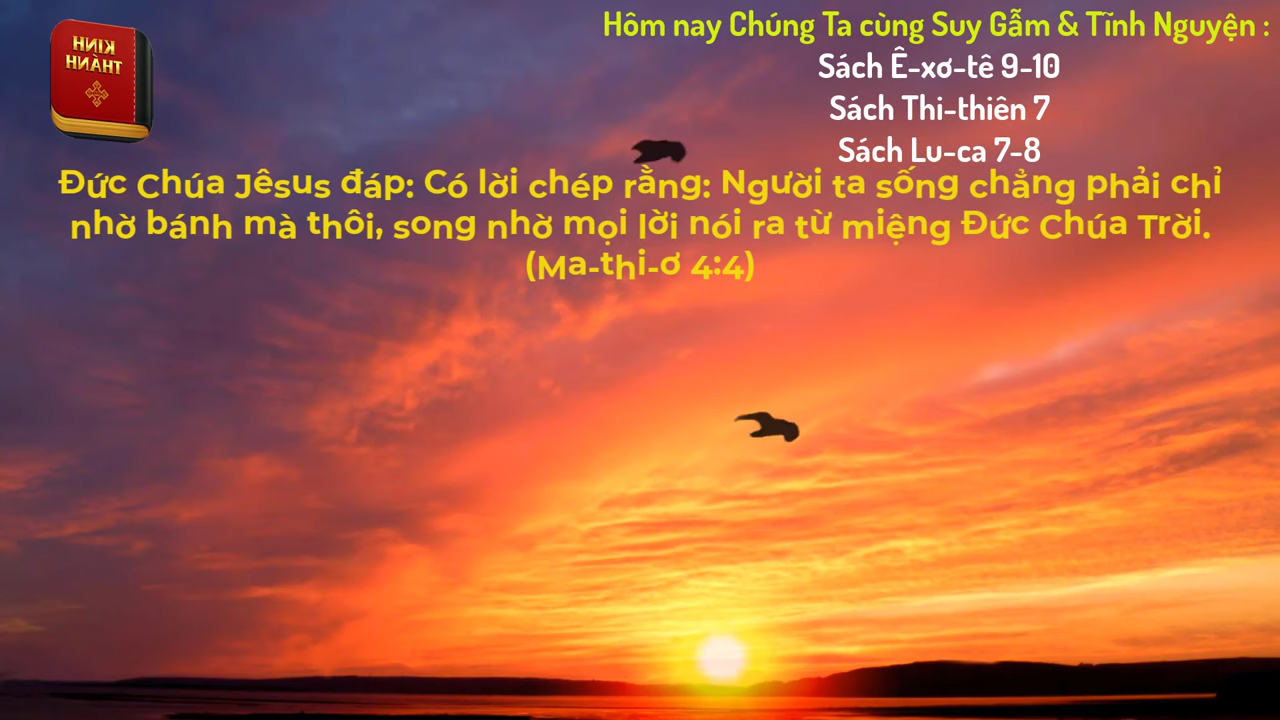 KINH
THÁNH
Hôm nay Chúng Ta cùng Suy Gẫm & Tĩnh Nguyện :
Sách Ê-xơ-tê 9-10
Sách Thi-thiên 7
Sách Lu-ca 7-8
Đức Chúa Jêsus đáp: Có lời chép rằng: Người ta sống chẳng phải chỉ
nhờ bánh mà thôi, song nhờ mọi lời nói ra từ miệng Đức Chúa Trời.
(Ma-thi-ơ 4:4)